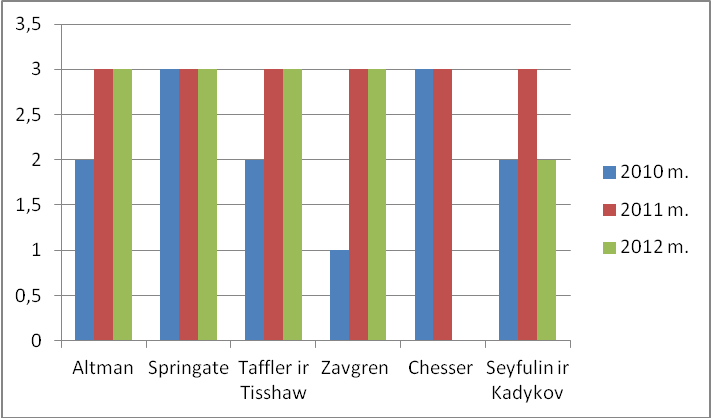 3,5
3
2,5
2
1,5
1
0,5
0
Altman Springate Taffler ir Zavgren Chesser Seyfulin ir
Tisshaw Kadykov
2010 m.
2011 m.
2012 m.